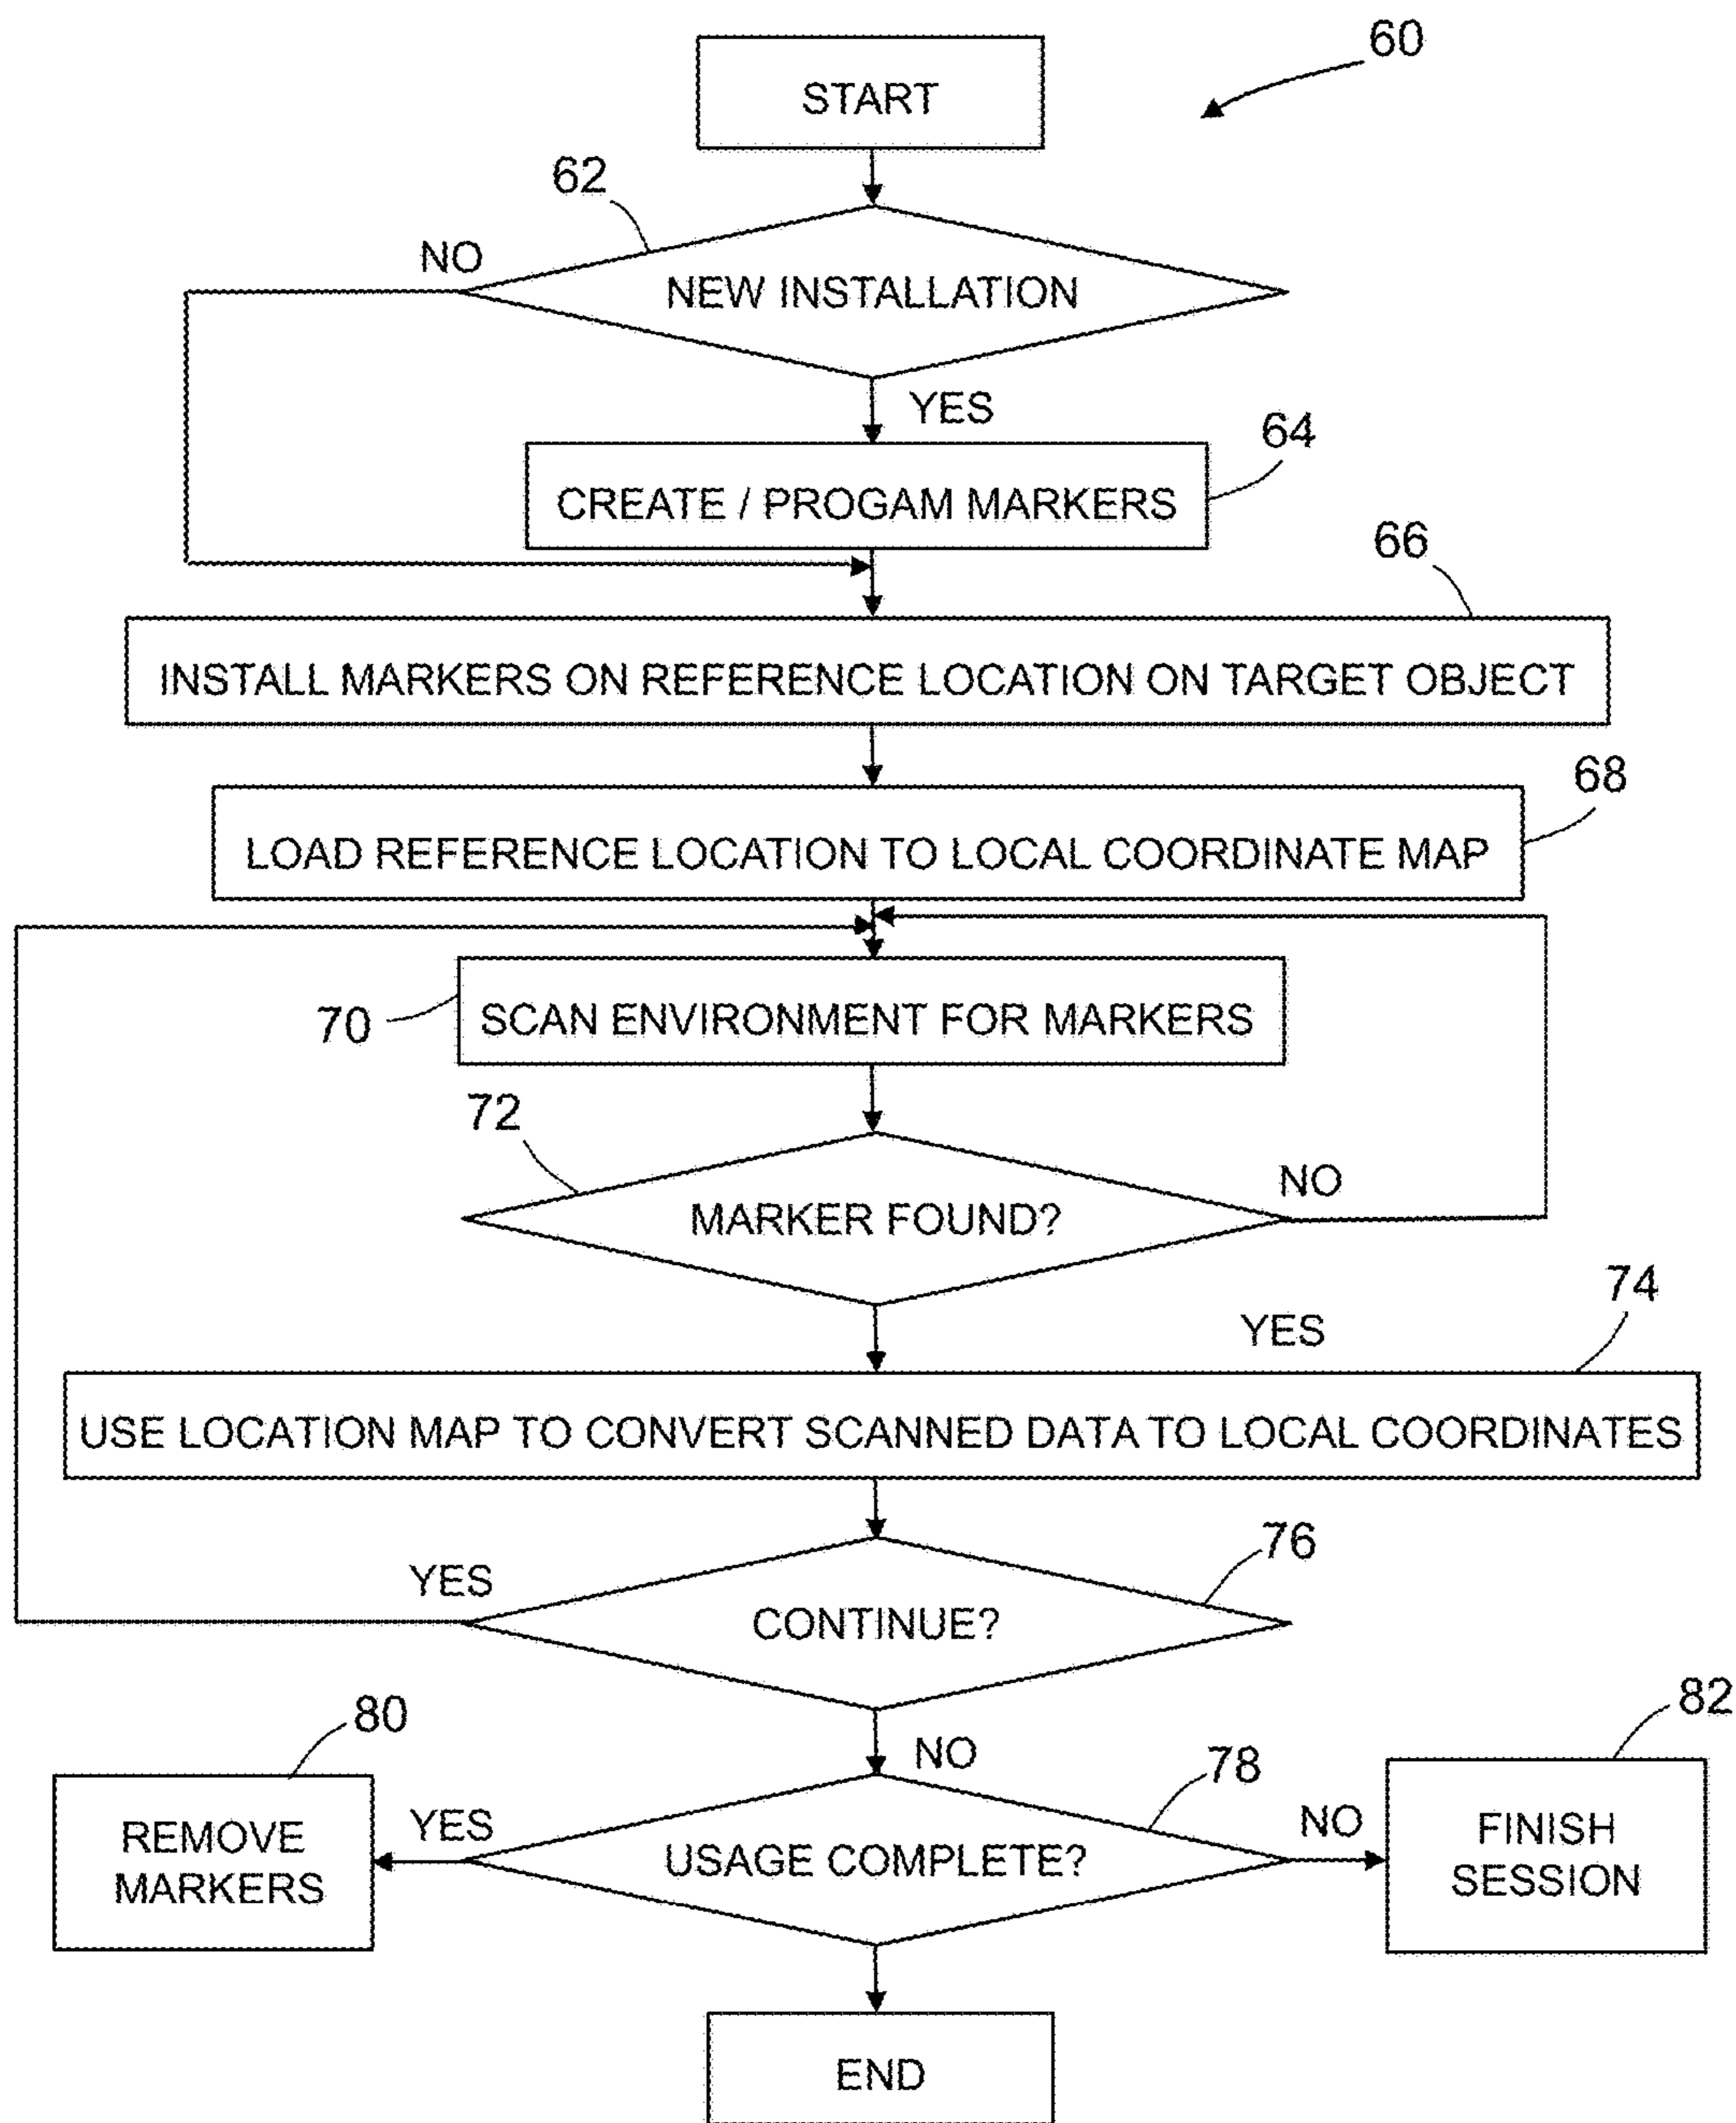 60
START
62
NO
NEW INSTALLATION
YES
64
CREATE / PROGAM MARKERS
66
INSTALL MARKERS ON REFERENCE LOCATION ON TARGET OBJECT
68
LOAD REFERENCE LOCATION TO LOCAL COORDINATE MAP
70
SCAN ENVIRONMENT FOR MARKERS
72
NO
MARKER FOUND?
74
YES
USE LOCATION MAP TO CONVERT SCANNED DATA TO LOCAL COORDINATES
76
YES
CONTINUE?
80
82
NO
78
REMOVE
MARKERS
YES
USAGE COMPLETE?
NO
FINISH
SESSION
END